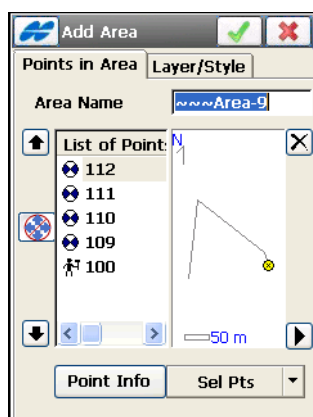 Add Area
Points in Area Layer/Style
Area Name ~~~Area-9
List of Point
112
111
110
109
100
N
50 m
Point Info Sel Pts